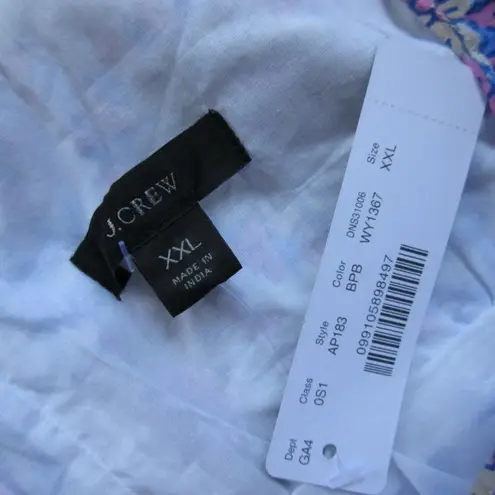 J.CREW
XXL
MADE IN
INDIA
Dept Class Style Color DNS31006 Size
GA4 0S1 AP183 BPB WY1367 XXL
099105898497